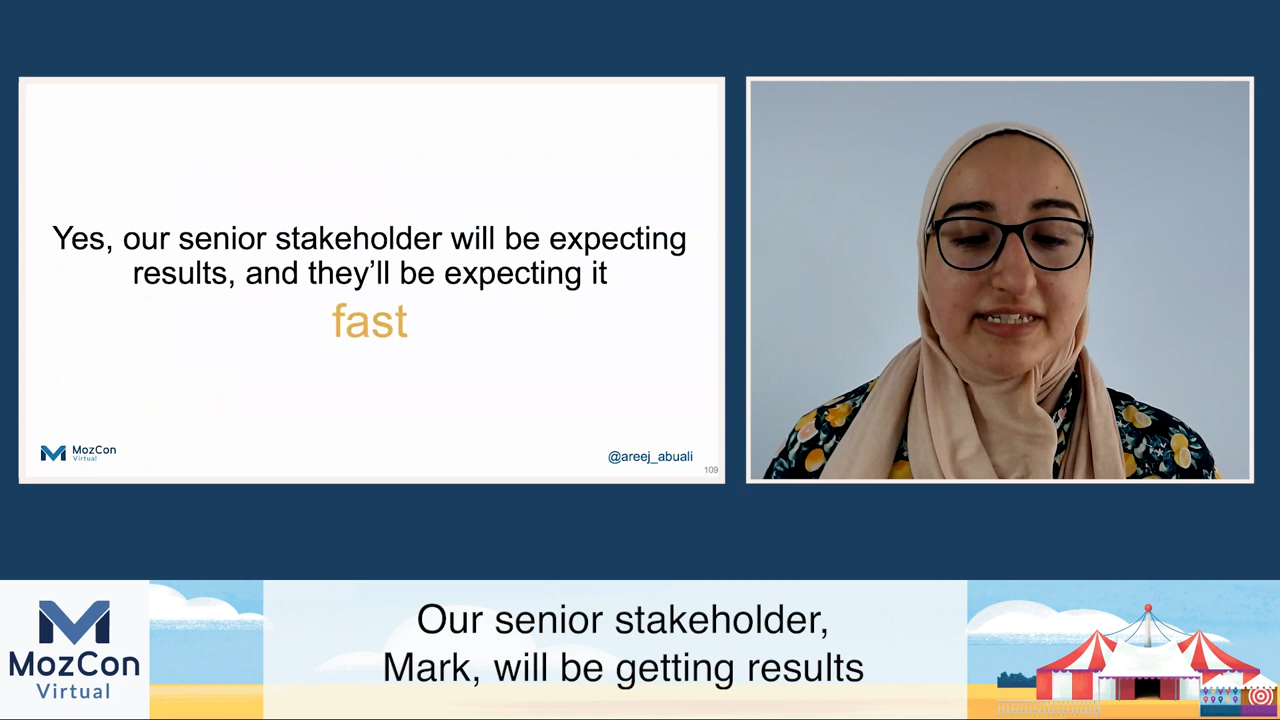 Yes, our senior stakeholder will be expecting
results, and they’ll be expecting it
fast
MozCon
Virtual
@areej_abuali
109
MozCon
Virtual
Our senior stakeholder,
Mark, will be getting results